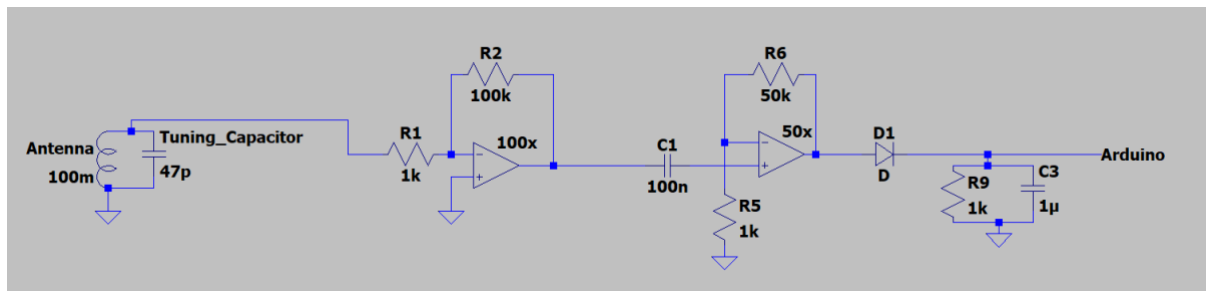 Antenna
100m
Tuning_Capacitor
47p
R1
1k
R2
100k
100x
C1
100n
R6
50k
50x
R5
1k
D1
D
R9
1k
C3
1µ
Arduino